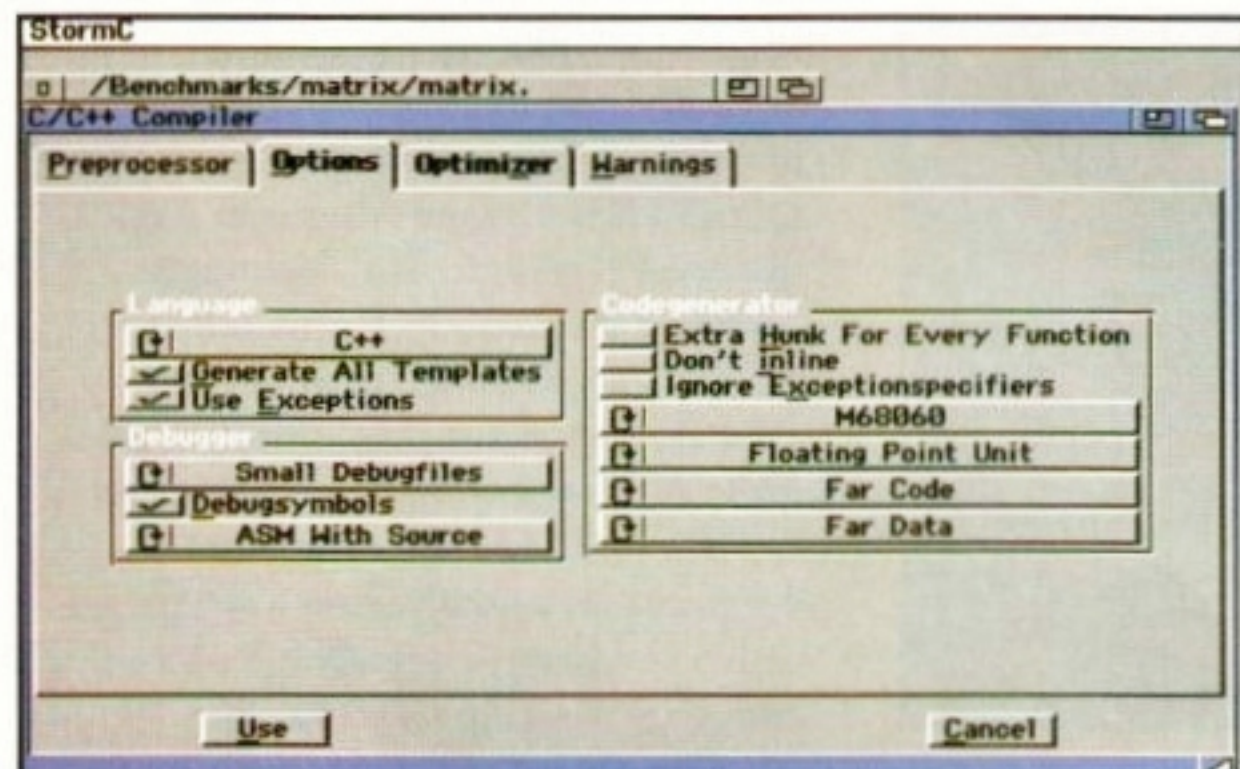 StormC
/Benchmarks/matrix/matrix.
C/C++ Compiler
Preprocessor
Options
Optimizer
Warnings
Language
C++
Generate All Templates
Use Exceptions
Debugger
Small Debugfiles
Debugsymbols
ASM With Source
Codegenerator
Extra Hunk For Every Function
Don't inline
Ignore Exceptionspecifiers
M68060
Floating Point Unit
Far Code
Far Data
Use
Cancel